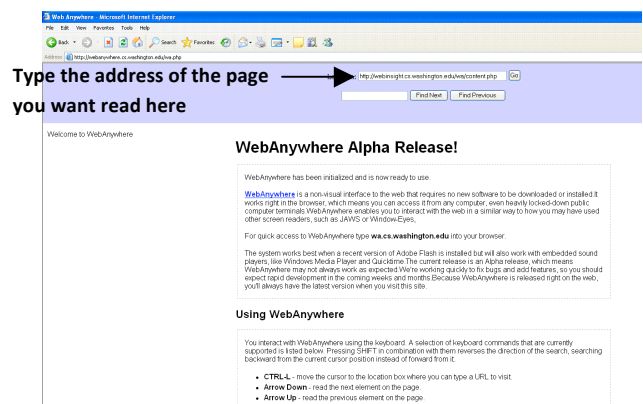 Web Anywhere - Microsoft Internet Explorer
File Edit View Favorites Tools Help
Back Search Favorites
Address http://webanywhere.cs.washington.edu/wa.php
Type the address of the page
http://webinsight.cs.washington.edu/wa/content.php Go
you want read here
Find Next Find Previous
Welcome to WebAnywhere
WebAnywhere Alpha Release!
WebAnywhere has been initialized and is now ready to use.
WebAnywhere is a non-visual interface to the web that requires no new software to be downloaded or installed.It
works right in the browser, which means you can access it from any computer, even heavily locked-down public
computer terminals.WebAnywhere enables you to interact with the web in a similar way to how you may have used
other screen readers, such as JAWS or Window-Eyes,
For quick access to WebAnywhere type wa.cs.washington.edu into your browser.
The system works best when a recent version of Adobe Flash is installed but will also work with embedded sound
players, like Windows Media Player and Quicktime.The current release is an Alpha release, which means
WebAnywhere may not always work as expected.We're working quickly to fix bugs and add features, so you should
expect rapid development in the coming weeks and months.Because WebAnywhere is released right on the web,
you'll always have the latest version when you visit this site.
Using WebAnywhere
You interact with WebAnywhere using the keyboard. A selection of keyboard commands that are currently
supported is listed below. Pressing SHIFT in combination with them reverses the direction of the search, searching
backward from the current cursor position instead of forward from it.
• CTRL-L - move the cursor to the location box where you can type a URL to visit.
• Arrow Down - read the next element on the page.
• Arrow Up - read the previous element on the page.